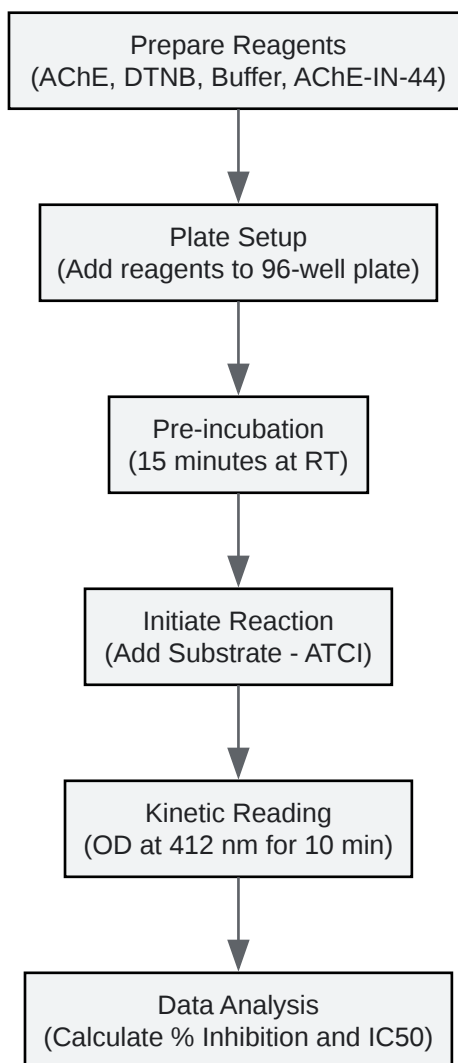 Prepare Reagents
(AChE, DTNB, Buffer, AChE-IN-44)
Plate Setup
(Add reagents to 96-well plate)
Pre-incubation
(15 minutes at RT)
Initiate Reaction
(Add Substrate - ATCI)
Kinetic Reading
(OD at 412 nm for 10 min)
Data Analysis
(Calculate % Inhibition and IC50)